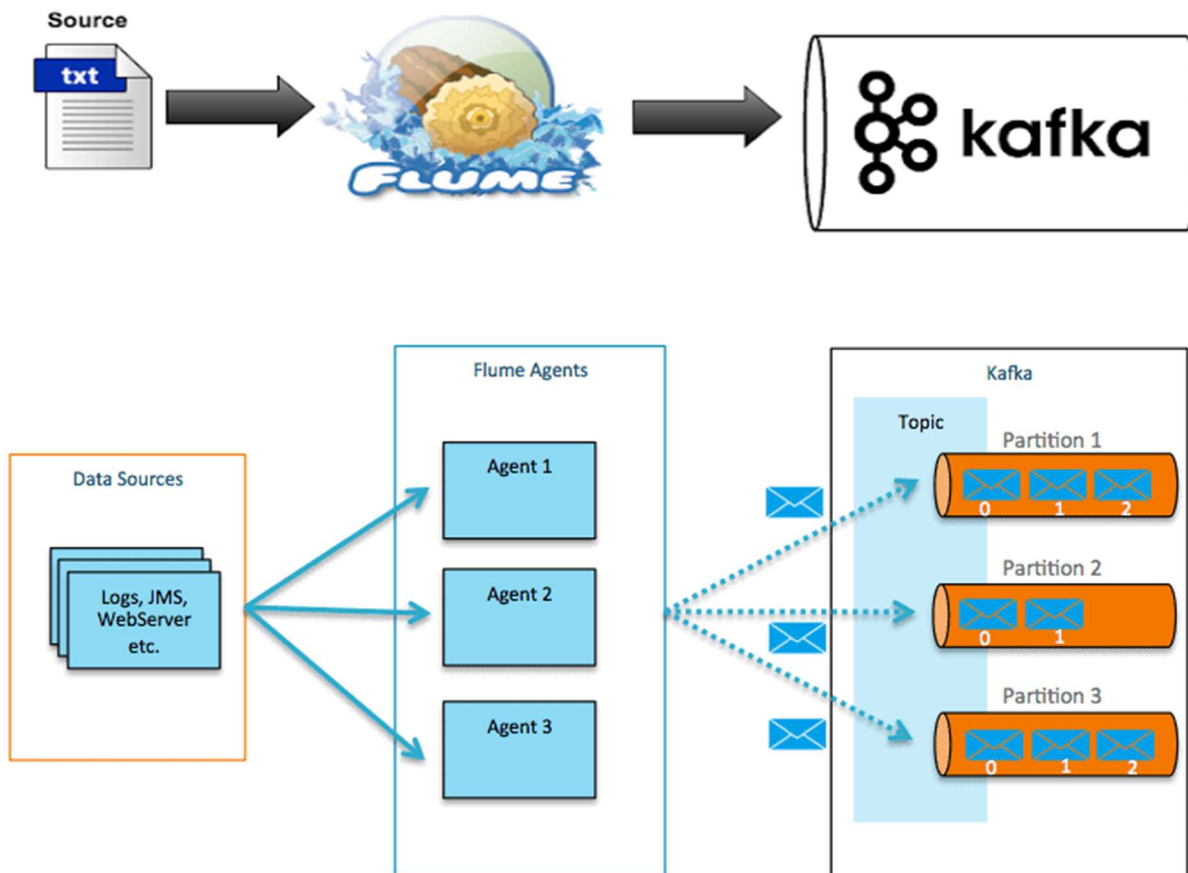 Source
txt
FLUME
kafka
Flume Agents
Kafka
Topic
Data Sources
Logs, JMS,
WebServer
etc.
Agent 1
Agent 2
Agent 3
Partition 1
0 1 2
Partition 2
0 1
Partition 3
0 1 2